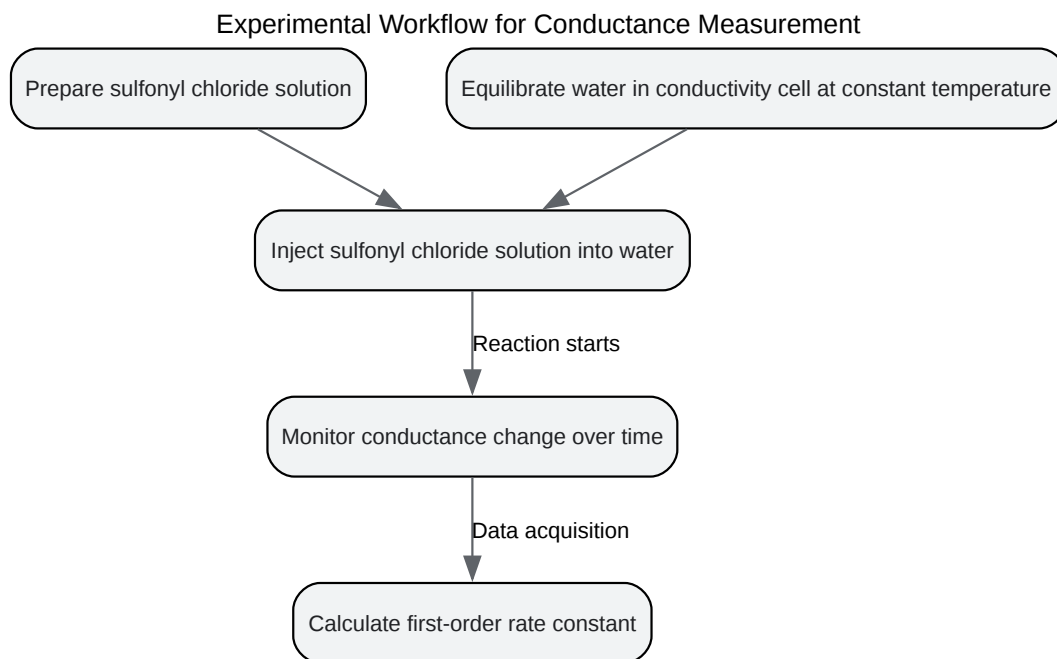 Experimental Workflow for Conductance Measurement
Prepare sulfonyl chloride solution
Equilibrate water in conductivity cell at constant temperature
Inject sulfonyl chloride solution into water
Reaction starts
Monitor conductance change over time
Data acquisition
Calculate first-order rate constant